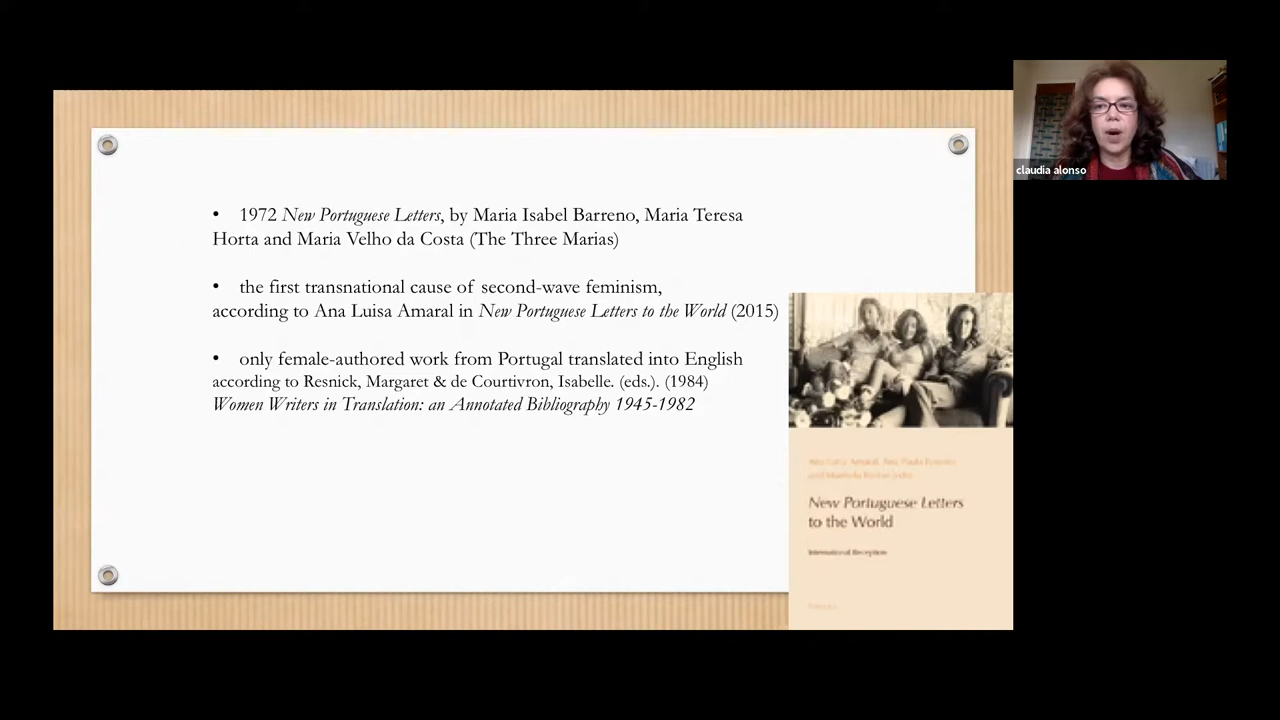 • 1972 New Portuguese Letters, by Maria Isabel Barreno, Maria Teresa
Horta and Maria Velho da Costa (The Three Marias)
• the first transnational cause of second-wave feminism,
according to Ana Luisa Amaral in New Portuguese Letters to the World (2015)
• only female-authored work from Portugal translated into English
according to Resnick, Margaret & de Courtivron, Isabelle. (eds.). (1984)
Women Writers in Translation: an Annotated Bibliography 1945-1982
New Portuguese Letters
to the World
International Reception
claudia alonso